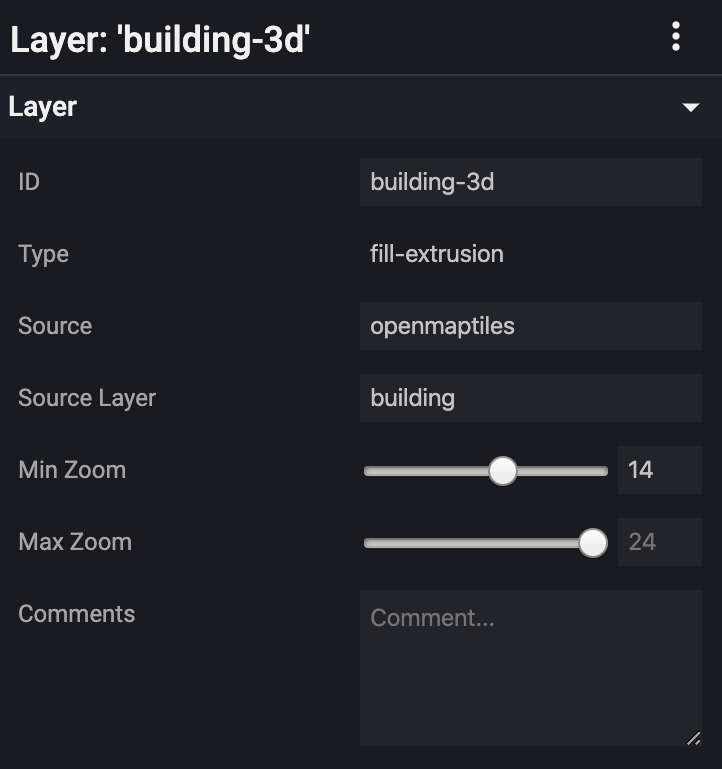 Layer: 'building-3d'
Layer
ID building-3d
Type fill-extrusion
Source openmaptiles
Source Layer building
Min Zoom 14
Max Zoom 24
Comments Comment...